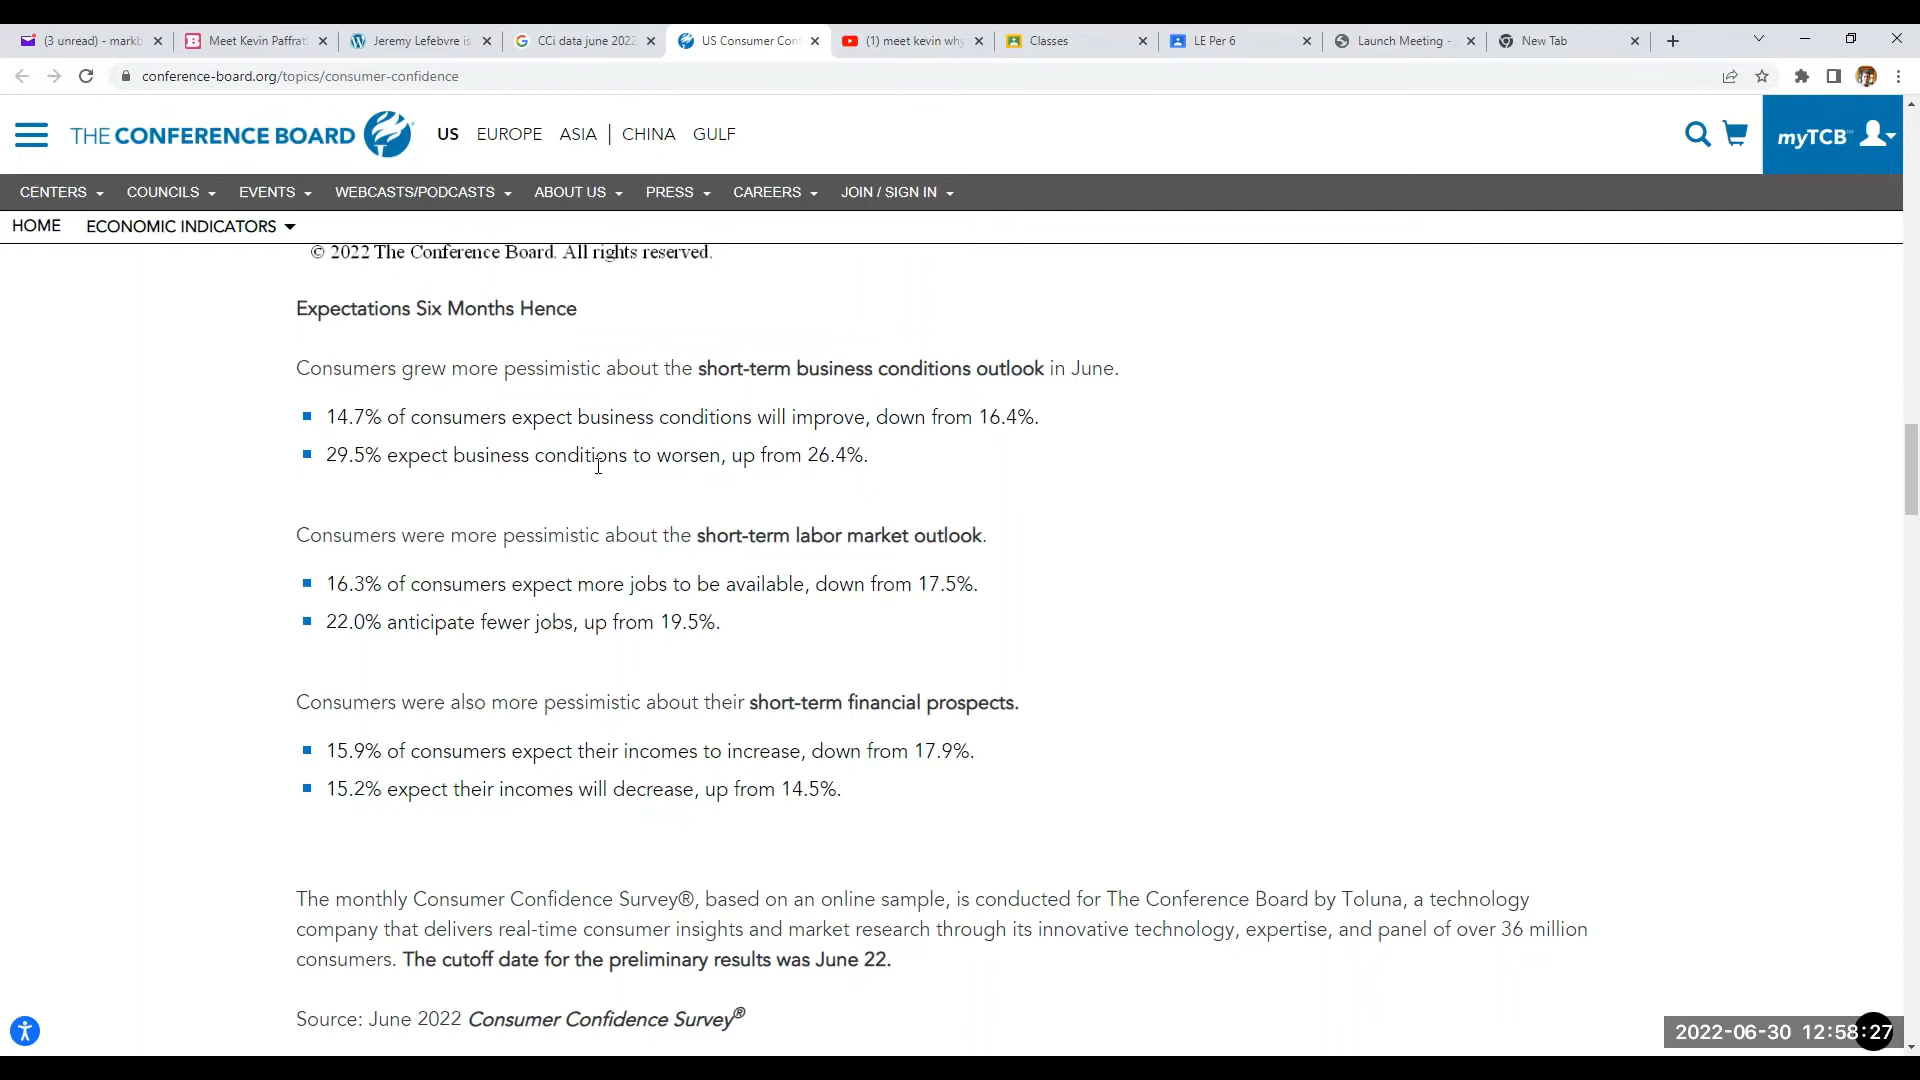 (3 unread) - markb
Meet Kevin Paffrat
Jeremy Lefebvre is
CCi data june 2022
US Consumer Con
(1) meet kevin why
Classes
LE Per 6
Launch Meeting -
New Tab
conference-board.org/topics/consumer-confidence
THE CONFERENCE BOARD
US EUROPE ASIA | CHINA GULF
myTCB™
CENTERS COUNCILS EVENTS WEBCASTS/PODCASTS ABOUT US PRESS CAREERS JOIN / SIGN IN
HOME ECONOMIC INDICATORS
© 2022 The Conference Board. All rights reserved.
Expectations Six Months Hence
Consumers grew more pessimistic about the short-term business conditions outlook in June.
14.7% of consumers expect business conditions will improve, down from 16.4%.
29.5% expect business conditions to worsen, up from 26.4%.
Consumers were more pessimistic about the short-term labor market outlook.
16.3% of consumers expect more jobs to be available, down from 17.5%.
22.0% anticipate fewer jobs, up from 19.5%.
Consumers were also more pessimistic about their short-term financial prospects.
15.9% of consumers expect their incomes to increase, down from 17.9%.
15.2% expect their incomes will decrease, up from 14.5%.
The monthly Consumer Confidence Survey®, based on an online sample, is conducted for The Conference Board by Toluna, a technology
company that delivers real-time consumer insights and market research through its innovative technology, expertise, and panel of over 36 million
consumers. The cutoff date for the preliminary results was June 22.
Source: June 2022 Consumer Confidence Survey®
2022-06-30 12:58:27